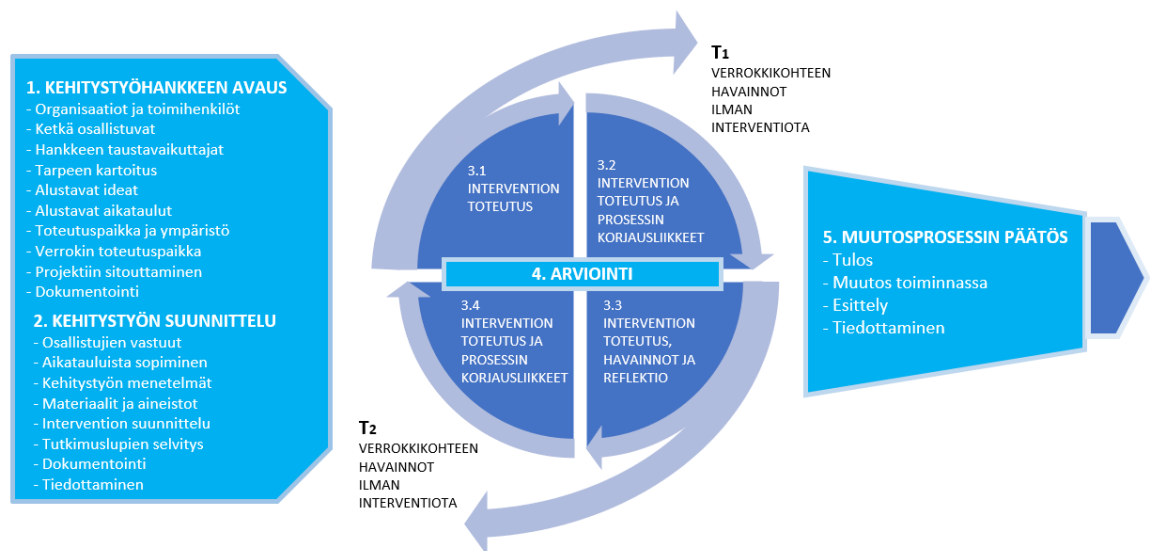 1. KEHITYSTYÖHANKKEEN AVAUS
- Organisaatiot ja toimihenkilöt
- Ketkä osallistuvat
- Hankkeen taustavaikuttajat
- Tarpeen kartoitus
- Alustavat ideat
- Alustavat aikataulut
- Toteutuspaikka ja ympäristö
- Verrokin toteutuspaikka
- Projektiin sitouttaminen
- Dokumentointi
2. KEHITYSTYÖN SUUNNITTELU
- Osallistujien vastuut
- Aikatauluista sopiminen
- Kehitystyön menetelmät
- Materiaalit ja aineistot
- Intervention suunnittelu
- Tutkimuslupien selvitys
- Dokumentointi
- Tiedottaminen
T1
VERROKKIKOHTEEN
HAVAINNOT
ILMAN
INTERVENTIOTA
3.1
INTERVENTION
TOTEUTUS
3.2
INTERVENTION
TOTEUTUS JA
PROSESSIN
KORJAUSLIIKKEET
4. ARVIOINTI
3.4
INTERVENTION
TOTEUTUS JA
PROSESSIN
KORJAUSLIIKKEET
3.3
INTERVENTION
TOTEUTUS,
HAVAINNOT JA
REFLEKTIO
T2
VERROKKIKOHTEEN
HAVAINNOT
ILMAN
INTERVENTIOTA
5. MUUTOSPROSESSIN PÄÄTÖS
- Tulos
- Muutos toiminnassa
- Esittely
- Tiedottaminen